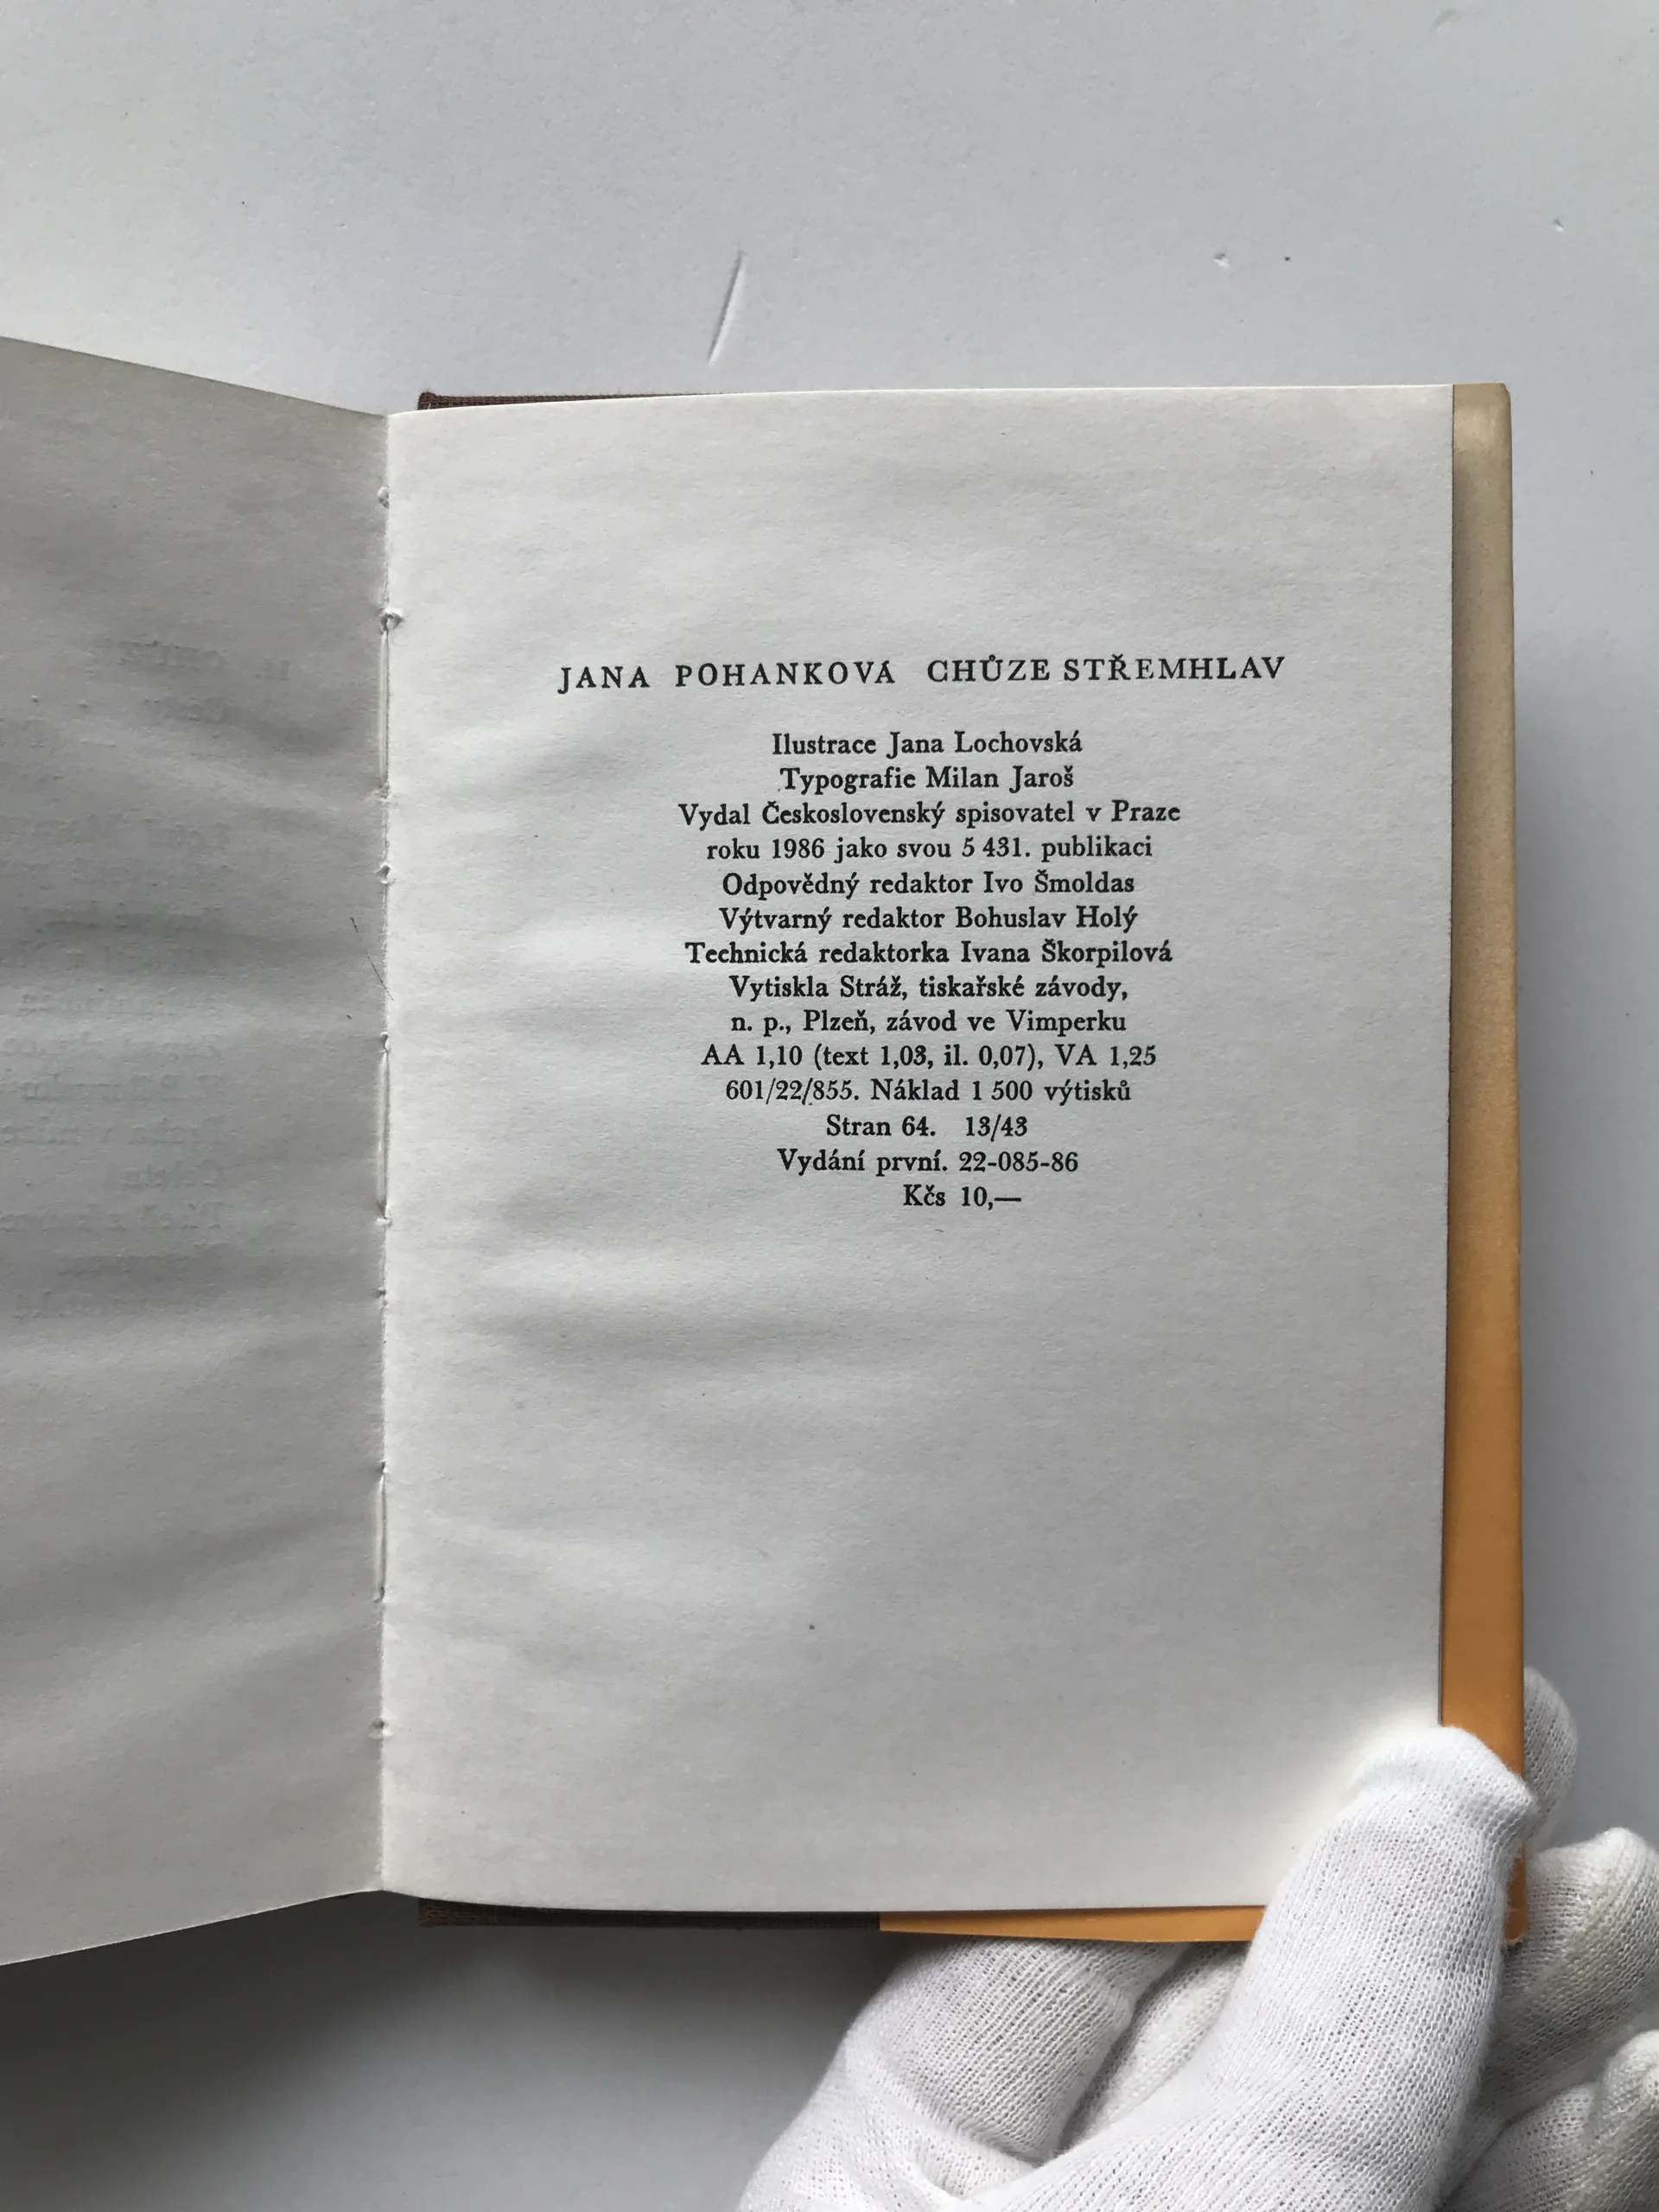 JANA POHANKOVÁ CHŮZE STŘEMHLAV
Ilustrace Jana Lochovská
Typografie Milan Jaroš
Vydal Československý spisovatel v Praze
roku 1986 jako svou 5 431. publikaci
Odpovědný redaktor Ivo Šmoldas
Výtvarný redaktor Bohuslav Holý
Technická redaktorka Ivana Škorpilová
Vytiskla Stráž, tiskařské závody,
n. p., Plzeň, závod ve Vimperku
AA 1,10 (text 1,03, il. 0,07), VA 1,25
601/22/855. Náklad 1 500 výtisků
Stran 64. 13/43
Vydání první. 22-085-86
Kčs 10,—